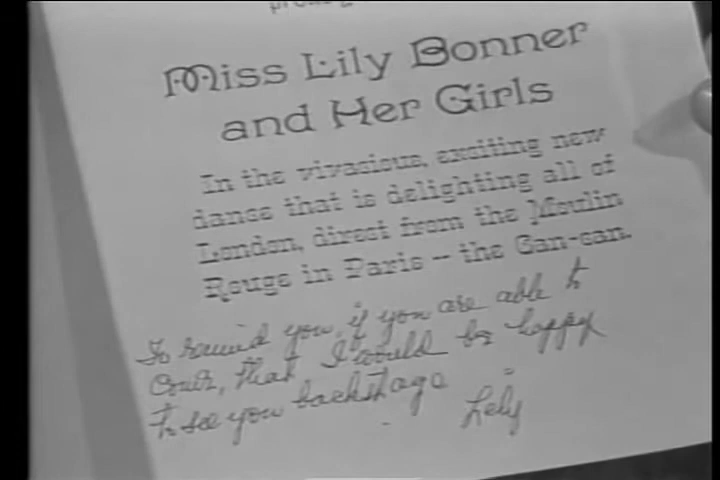 Miss Lily Bonner
and Her Girls
In the vivacious, exciting new
dance that is delighting all of
London, direct from the Moulin
Rouge in Paris -- the Can-can.
To remind you, if you are able to
come, that I would be happy
to see you backstage
Lily